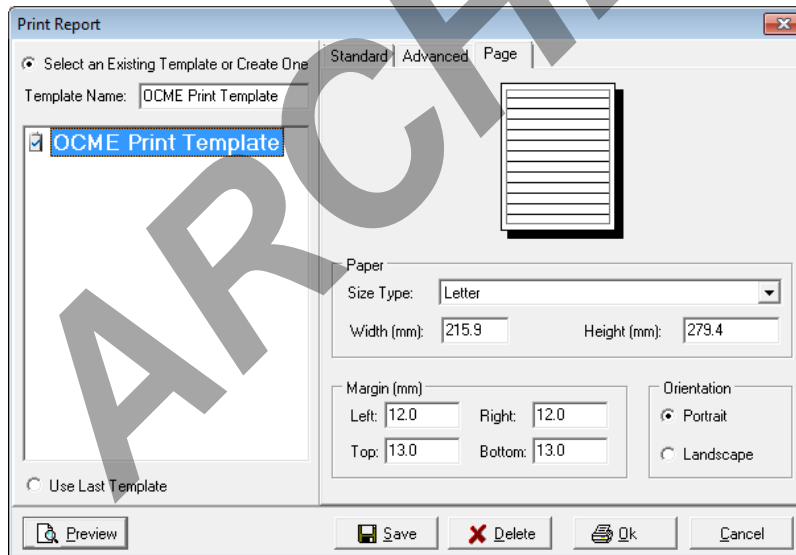 Print Report
Select an Existing Template or Create One
Template Name: OCME Print Template
OCME Print Template
Use Last Template
Standard Advanced Page
Paper
Size Type: Letter
Width (mm): 215.9 Height (mm): 279.4
Margin (mm)
Left: 12.0 Right: 12.0
Top: 13.0 Bottom: 13.0
Orientation
Portrait
Landscape
Preview Save Delete Ok Cancel